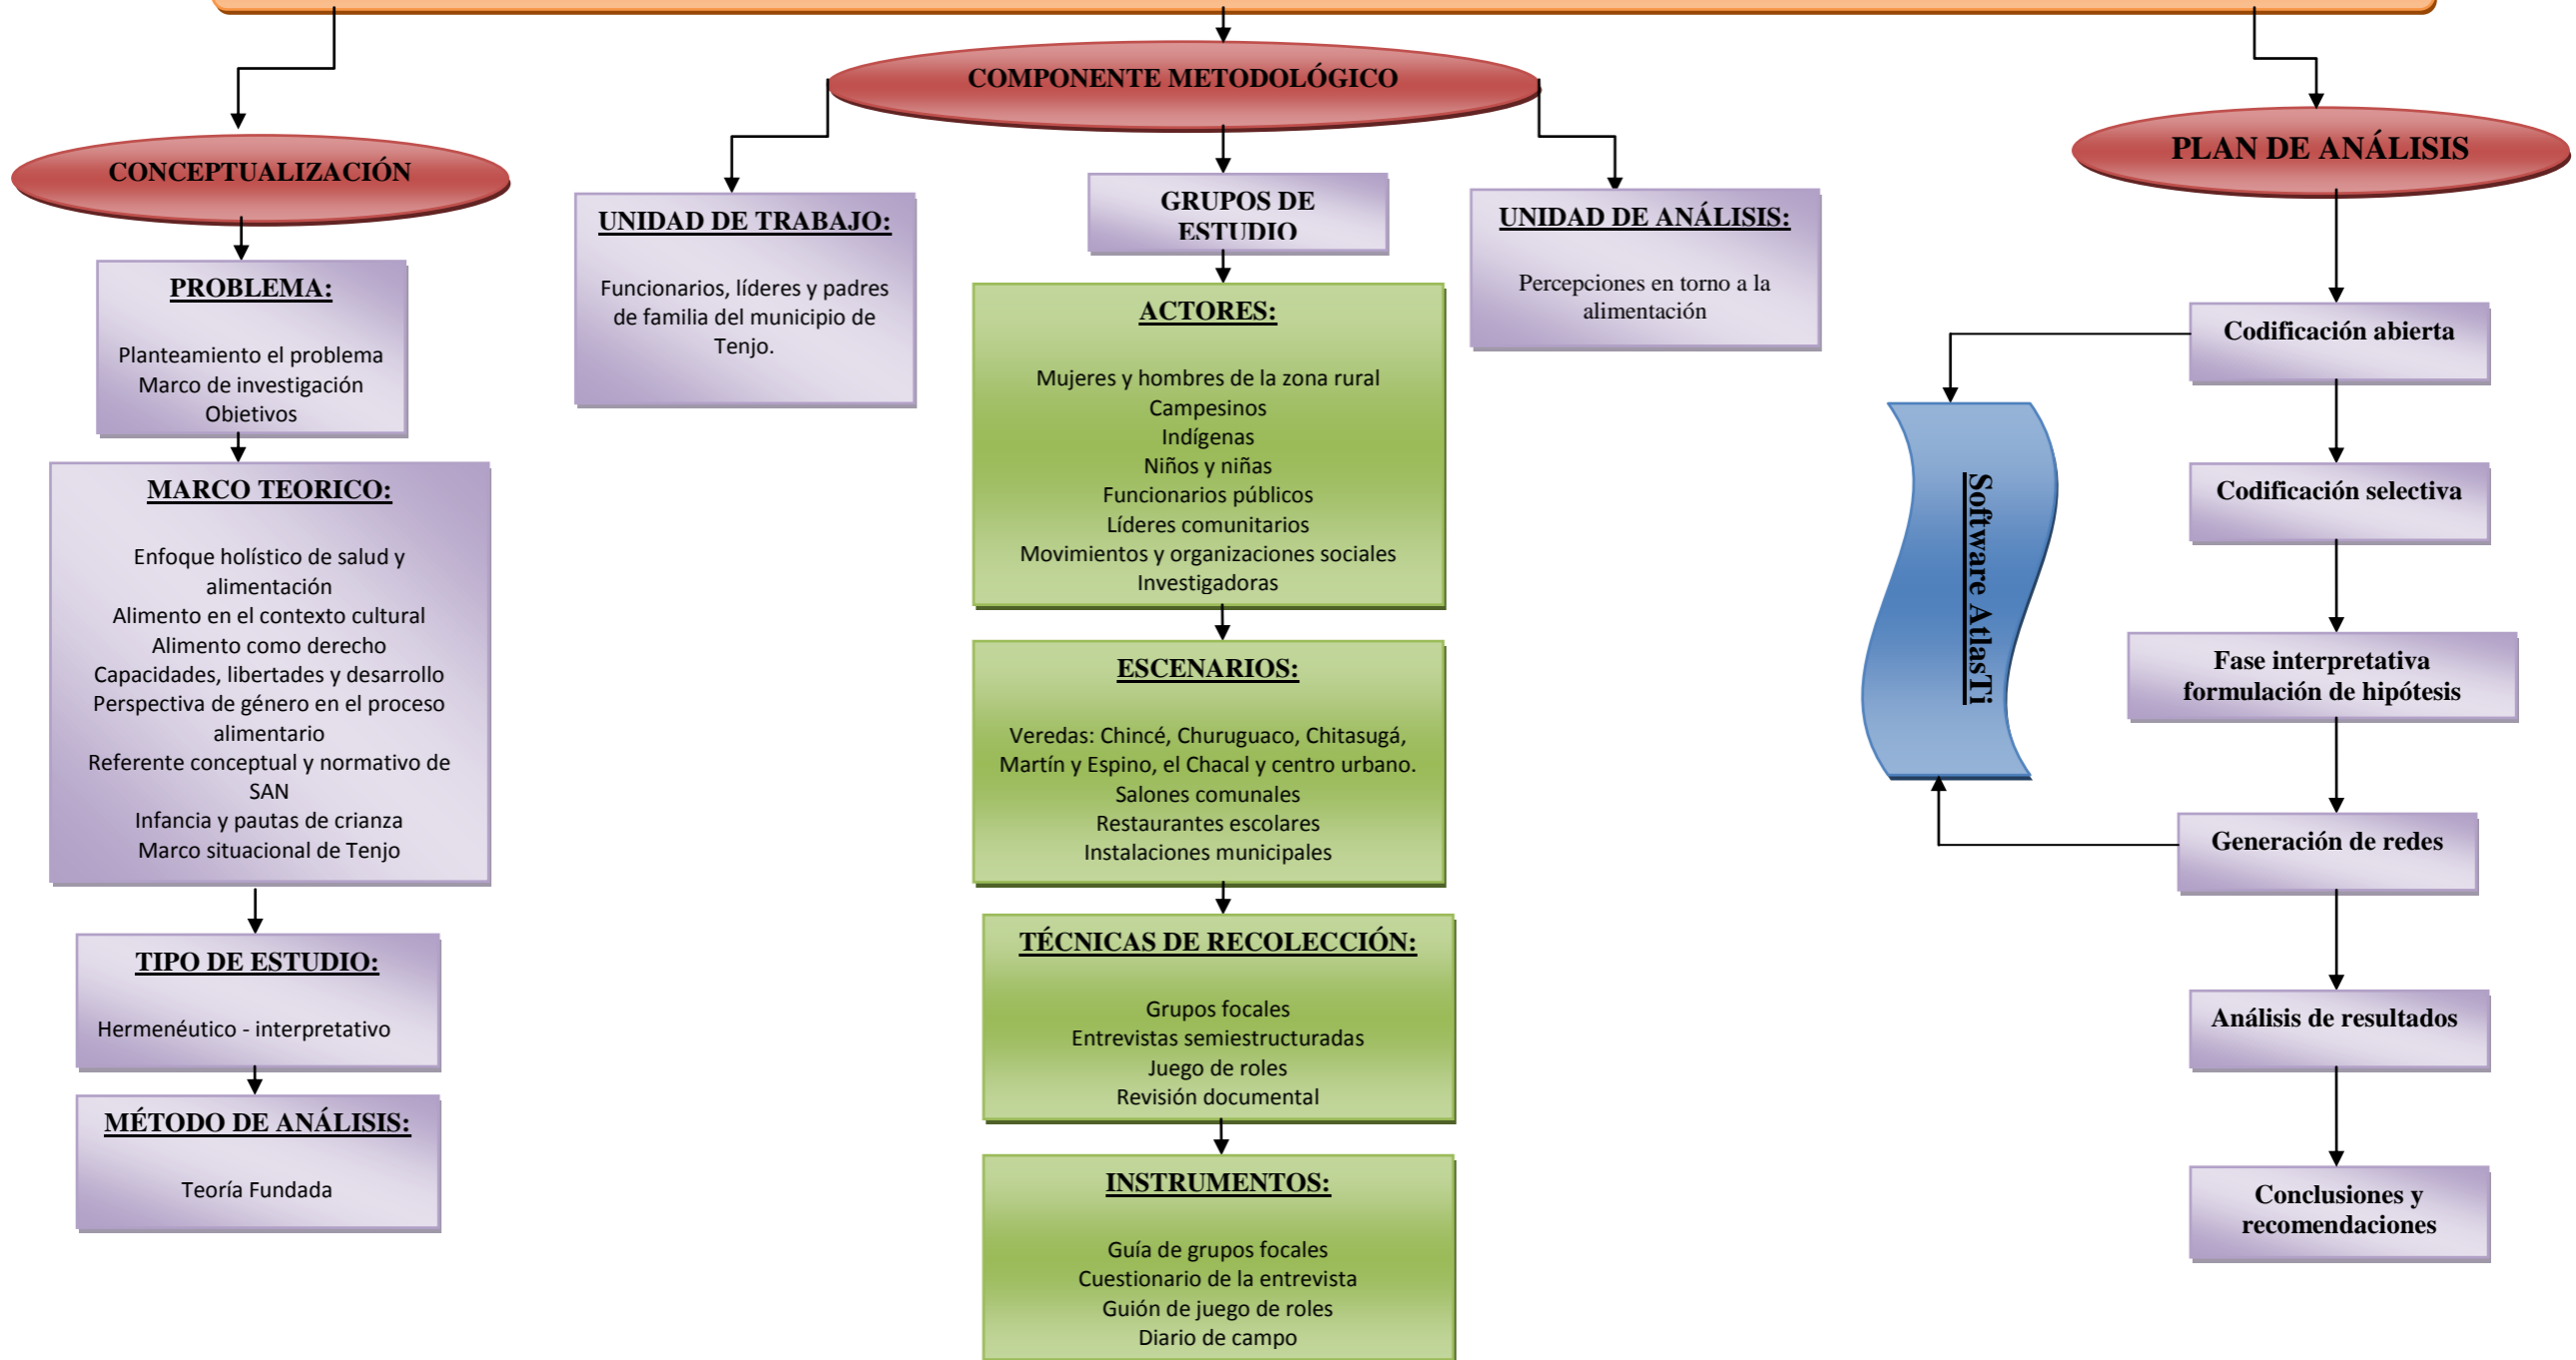 CONCEPTUALIZACIÓN
PROBLEMA:
Planteamiento el problema
Marco de investigación
Objetivos
MARCO TEORICO:
Enfoque holístico de salud y
alimentación
Alimento en el contexto cultural
Alimento como derecho
Capacidades, libertades y desarrollo
Perspectiva de género en el proceso
alimentario
Referente conceptual y normativo de
SAN
Infancia y pautas de crianza
Marco situacional de Tenjo
TIPO DE ESTUDIO:
Hermenéutico - interpretativo
MÉTODO DE ANÁLISIS:
Teoría Fundada
COMPONENTE METODOLÓGICO
UNIDAD DE TRABAJO:
Funcionarios, líderes y padres
de familia del municipio de
Tenjo.
GRUPOS DE
ESTUDIO
ACTORES:
Mujeres y hombres de la zona rural
Campesinos
Indígenas
Niños y niñas
Funcionarios públicos
Líderes comunitarios
Movimientos y organizaciones sociales
Investigadoras
ESCENARIOS:
Veredas: Chincé, Churuguaco, Chitasugá,
Martín y Espino, el Chacal y centro urbano.
Salones comunales
Restaurantes escolares
Instalaciones municipales
TÉCNICAS DE RECOLECCIÓN:
Grupos focales
Entrevistas semiestructuradas
Juego de roles
Revisión documental
INSTRUMENTOS:
Guía de grupos focales
Cuestionario de la entrevista
Guión de juego de roles
Diario de campo
UNIDAD DE ANÁLISIS:
Percepciones en torno a la
alimentación
PLAN DE ANÁLISIS
Codificación abierta
Codificación selectiva
Fase interpretativa
formulación de hipótesis
Generación de redes
Análisis de resultados
Conclusiones y
recomendaciones
Software AtlasTi